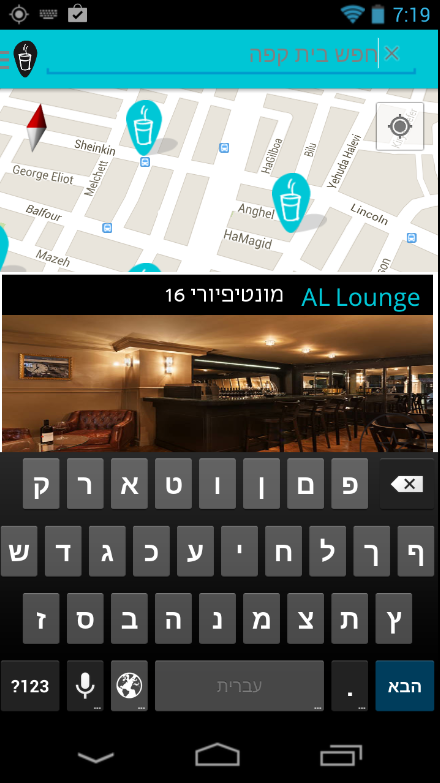 7:19
חפש בית קפה
Sheinkin
George Eliot
Melchett
Balfour
Mazeh
HaGilboa
Bilu
Yehuda Halevi
Anghel
Lincoln
HaMagid
AL Lounge מונטיפיורי 16
ק ר א ט ו ן ם פ
ש ד ג כ ע י ח ל ך ף
ז ס ב ה נ מ צ ת ץ
?123 עברית . הבא